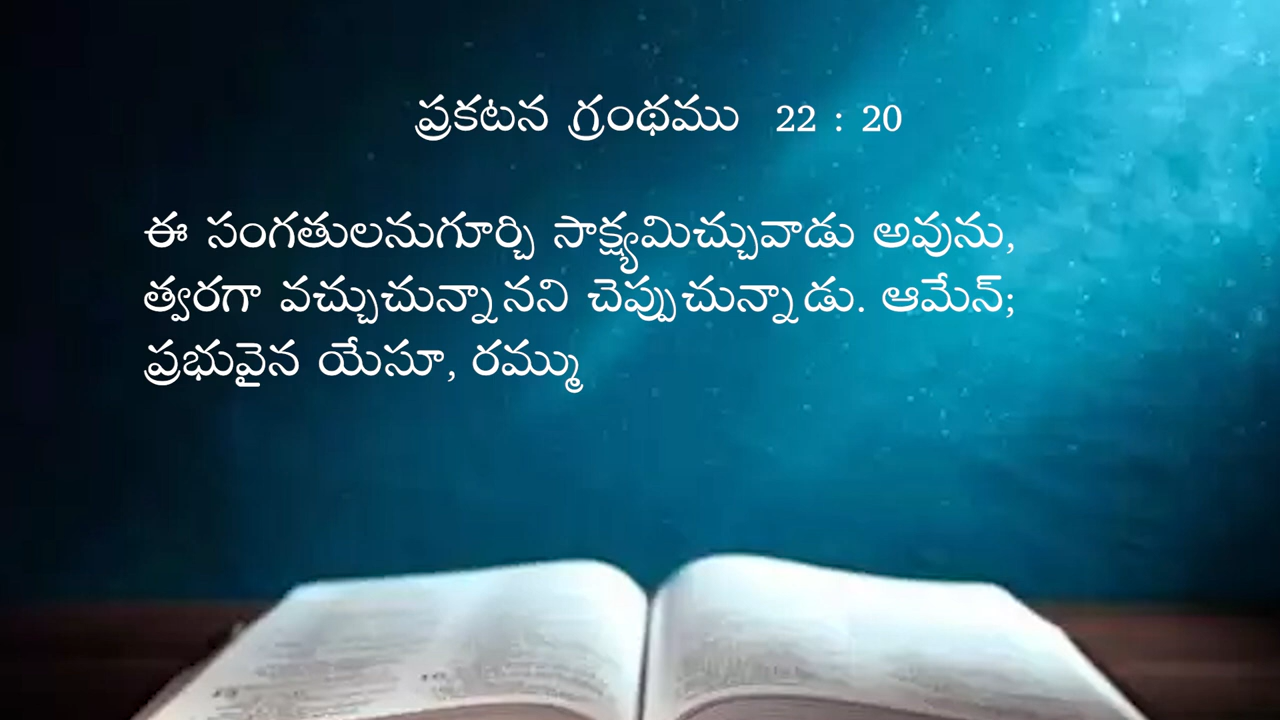 ప్రకటన గ్రంథము 22 : 20
ఈ సంగతులనుగూర్చి సాక్ష్యమిచ్చువాడు అవును,
త్వరగా వచ్చుచున్నానని చెప్పుచున్నాడు. ఆమేన్;
ప్రభువైన యేసూ, రమ్ము